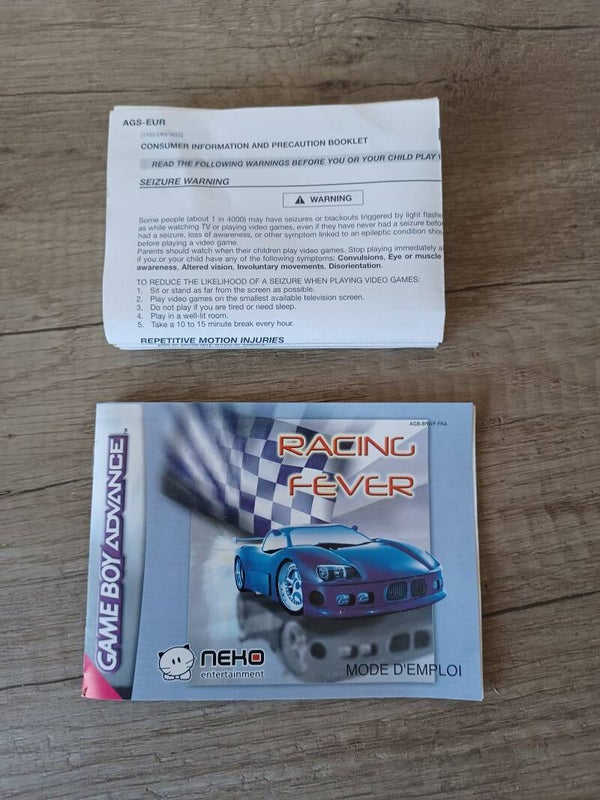 AGS-EUR
CONSUMER INFORMATION AND PRECAUTION BOOKLET
READ THE FOLLOWING WARNINGS BEFORE YOU OR YOUR CHILD PLAY
SEIZURE WARNING
WARNING
Some people (about 1 in 4000) may have seizures or blackouts triggered by light
as while watching TV or playing video games, even if they have never had a seizure
had a seizure, loss of awareness, or other symptom linked to an epileptic condition
before playing a video game.
Parents should watch when their children play video games. Stop playing immediately
if you or your child have any of the following symptoms: Convulsions, Eye or muscle
awareness, Altered vision, Involuntary movements, Disorientation.
TO REDUCE THE LIKELIHOOD OF A SEIZURE WHEN PLAYING VIDEO GAMES:
1. Sit or stand as far from the screen as possible.
2. Play video games on the smallest available television screen.
3. Do not play if you are tired or need sleep.
4. Play in a well-lit room.
5. Take a 10 to 15 minute break every hour.
REPETITIVE MOTION INJURIES
GAME BOY ADVANCE™
RACING
FEVER
neko
entertainment
MODE D'EMPLOI